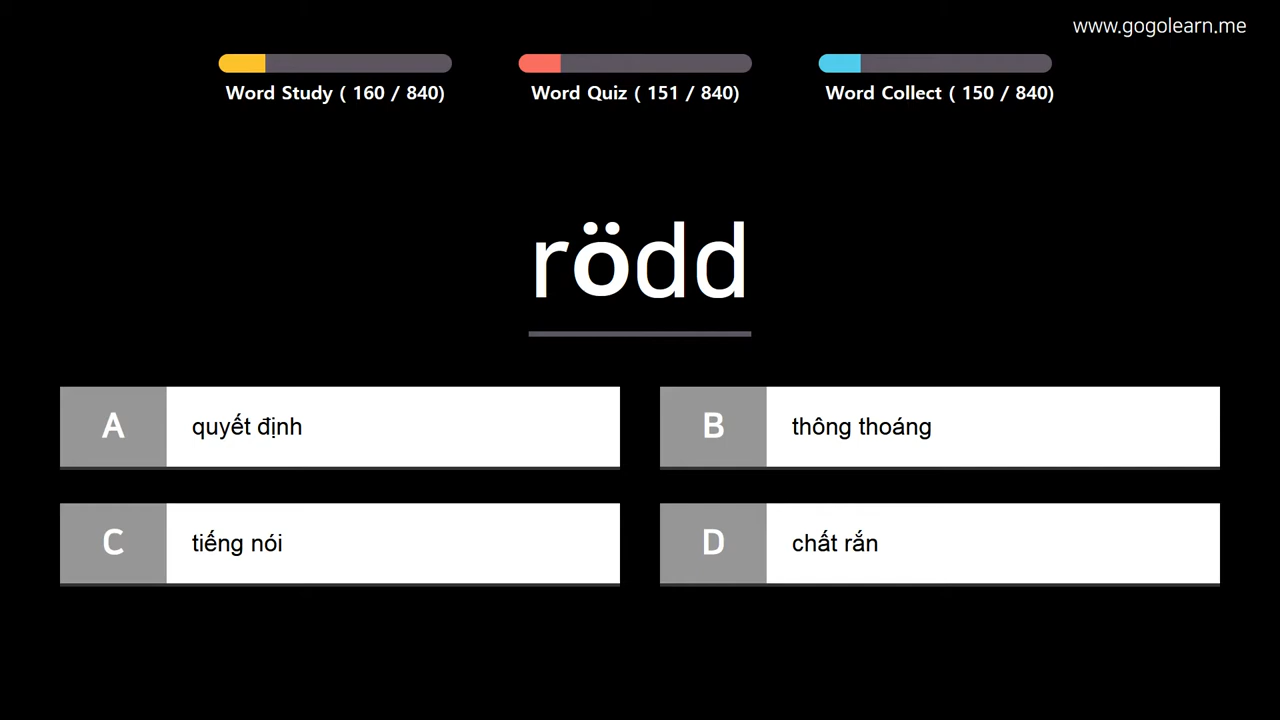 www.gogolearn.me
Word Study ( 160 / 840)
Word Quiz ( 151 / 840)
Word Collect ( 150 / 840)
rödd
A quyết định
B thông thoáng
C tiếng nói
D chất rắn